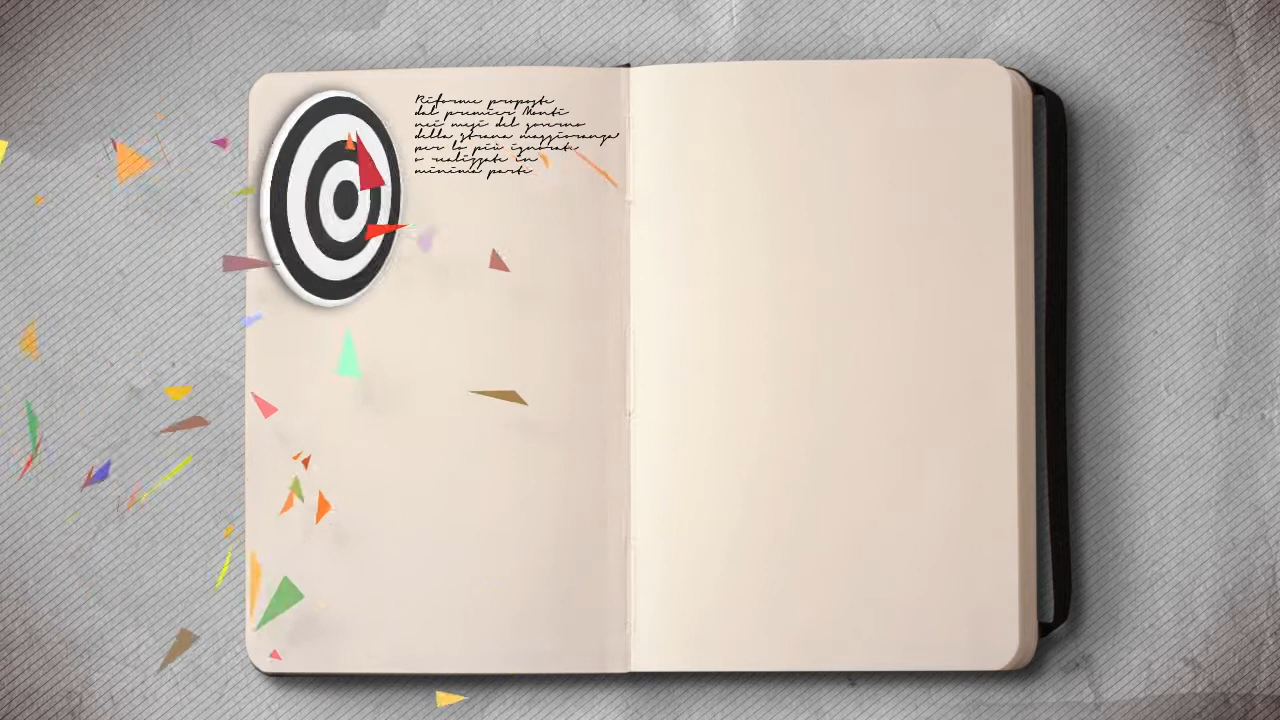 Riforme proposte
dal premier Monti
nei mesi del governo
della strana maggioranza
per lo più ignorate
o realizzate in
minima parte